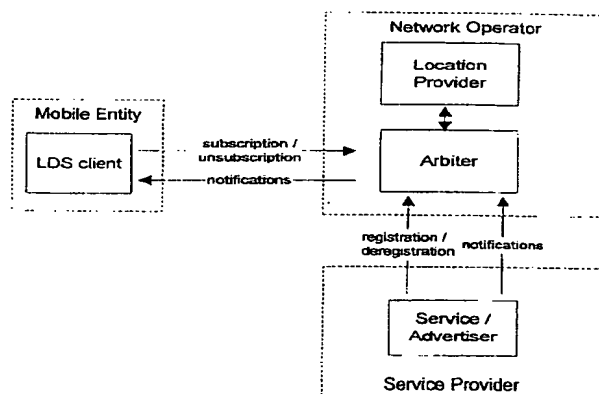 Network Operator
Location
Provider
Mobile Entity
LDS client
subscription /
unsubscription
notifications
Arbiter
registration /
deregistration
notifications
Service /
Advertiser
Service Provider